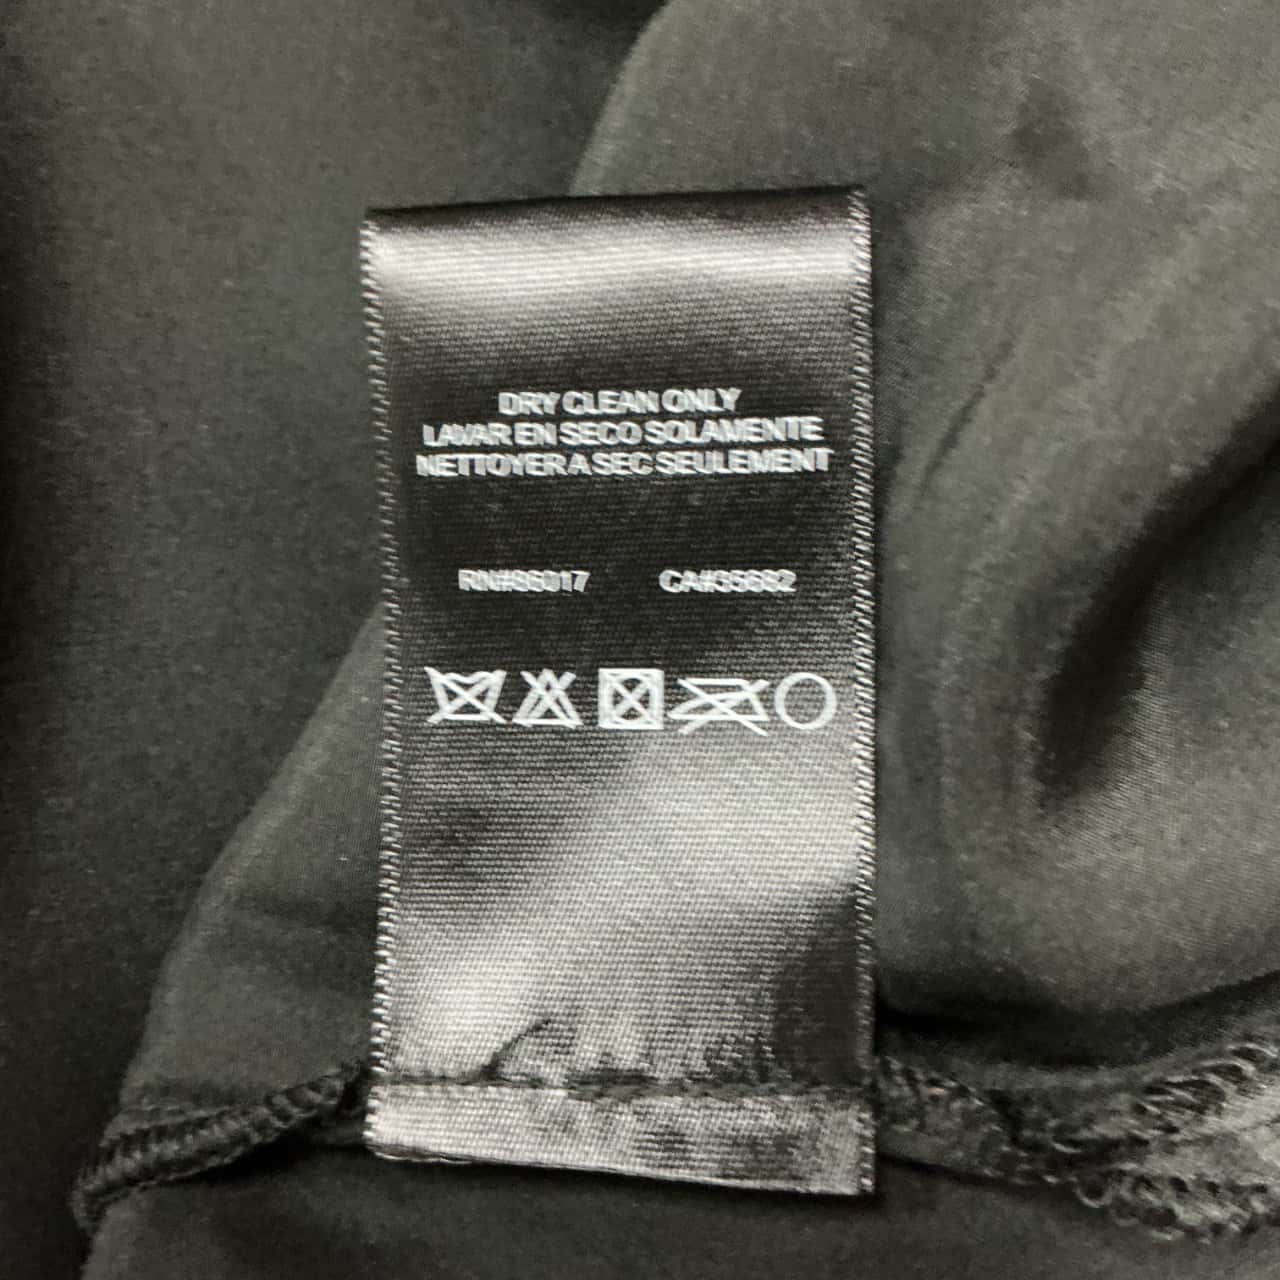 DRY CLEAN ONLY
LAVAR EN SECO SOLAMENTE
NETTOYER A SEC SEULEMENT
RN#86017 CA#35682